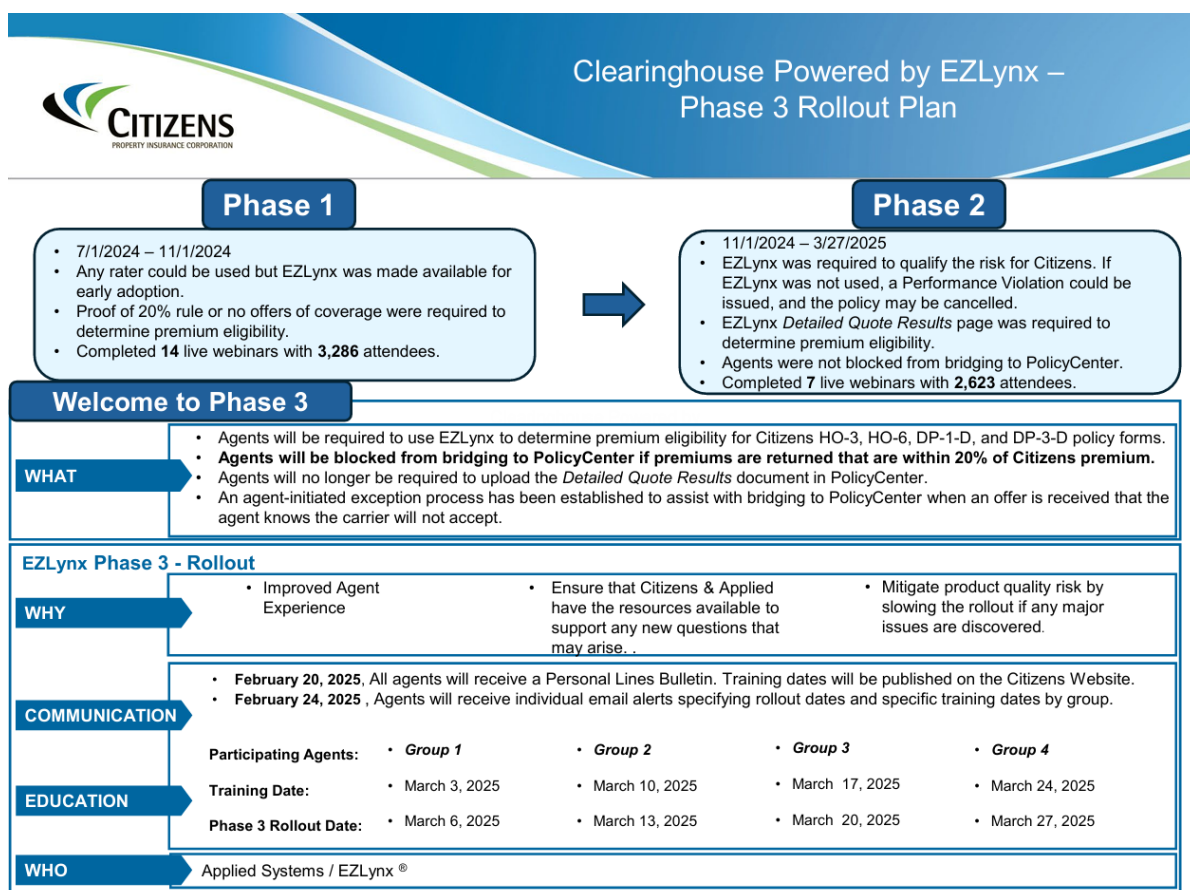 Clearinghouse Powered by EZLynx –
Phase 3 Rollout Plan
CITIZENS
PROPERTY INSURANCE CORPORATION
Phase 1
• 7/1/2024 – 11/1/2024
• Any rater could be used but EZLynx was made available for
early adoption.
• Proof of 20% rule or no offers of coverage were required to
determine premium eligibility.
• Completed 14 live webinars with 3,286 attendees.
Phase 2
• 11/1/2024 – 3/27/2025
• EZLynx was required to qualify the risk for Citizens. If
EZLynx was not used, a Performance Violation could be
issued, and the policy may be cancelled.
• EZLynx Detailed Quote Results page was required to
determine premium eligibility.
• Agents were not blocked from bridging to PolicyCenter.
• Completed 7 live webinars with 2,623 attendees.
Welcome to Phase 3
WHAT
• Agents will be required to use EZLynx to determine premium eligibility for Citizens HO-3, HO-6, DP-1-D, and DP-3-D policy forms.
• Agents will be blocked from bridging to PolicyCenter if premiums are returned that are within 20% of Citizens premium.
• Agents will no longer be required to upload the Detailed Quote Results document in PolicyCenter.
• An agent-initiated exception process has been established to assist with bridging to PolicyCenter when an offer is received that the
agent knows the carrier will not accept.
EZLynx Phase 3 - Rollout
WHY
• Improved Agent
Experience
• Ensure that Citizens & Applied
have the resources available to
support any new questions that
may arise. .
• Mitigate product quality risk by
slowing the rollout if any major
issues are discovered.
COMMUNICATION
• February 20, 2025, All agents will receive a Personal Lines Bulletin. Training dates will be published on the Citizens Website.
• February 24, 2025 , Agents will receive individual email alerts specifying rollout dates and specific training dates by group.
EDUCATION
Participating Agents: • Group 1 • Group 2 • Group 3 • Group 4
Training Date: • March 3, 2025 • March 10, 2025 • March 17, 2025 • March 24, 2025
Phase 3 Rollout Date: • March 6, 2025 • March 13, 2025 • March 20, 2025 • March 27, 2025
WHO
Applied Systems / EZLynx ®